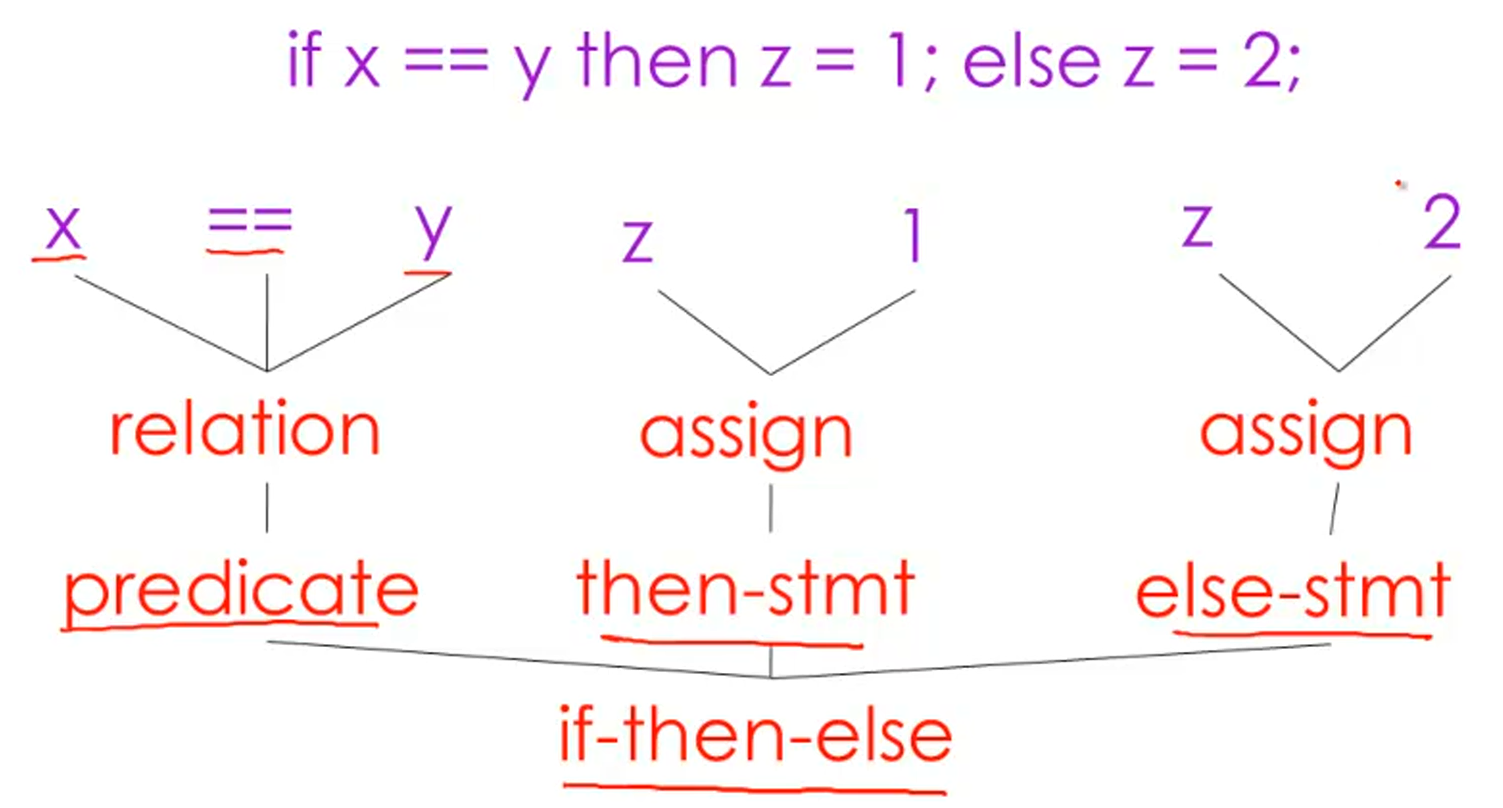 if x == y then z = 1; else z = 2;
x == y z 1 z 2
relation assign assign
predicate then-stmt else-stmt
if-then-else